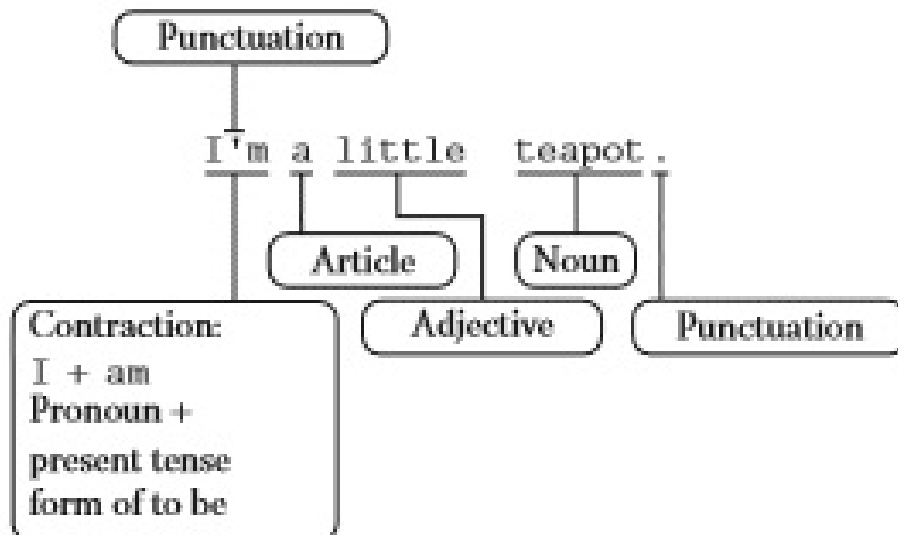 Punctuation
I'm a little teapot.
Article
Noun
Adjective
Punctuation
Contraction:
I + am
Pronoun +
present tense
form of to be